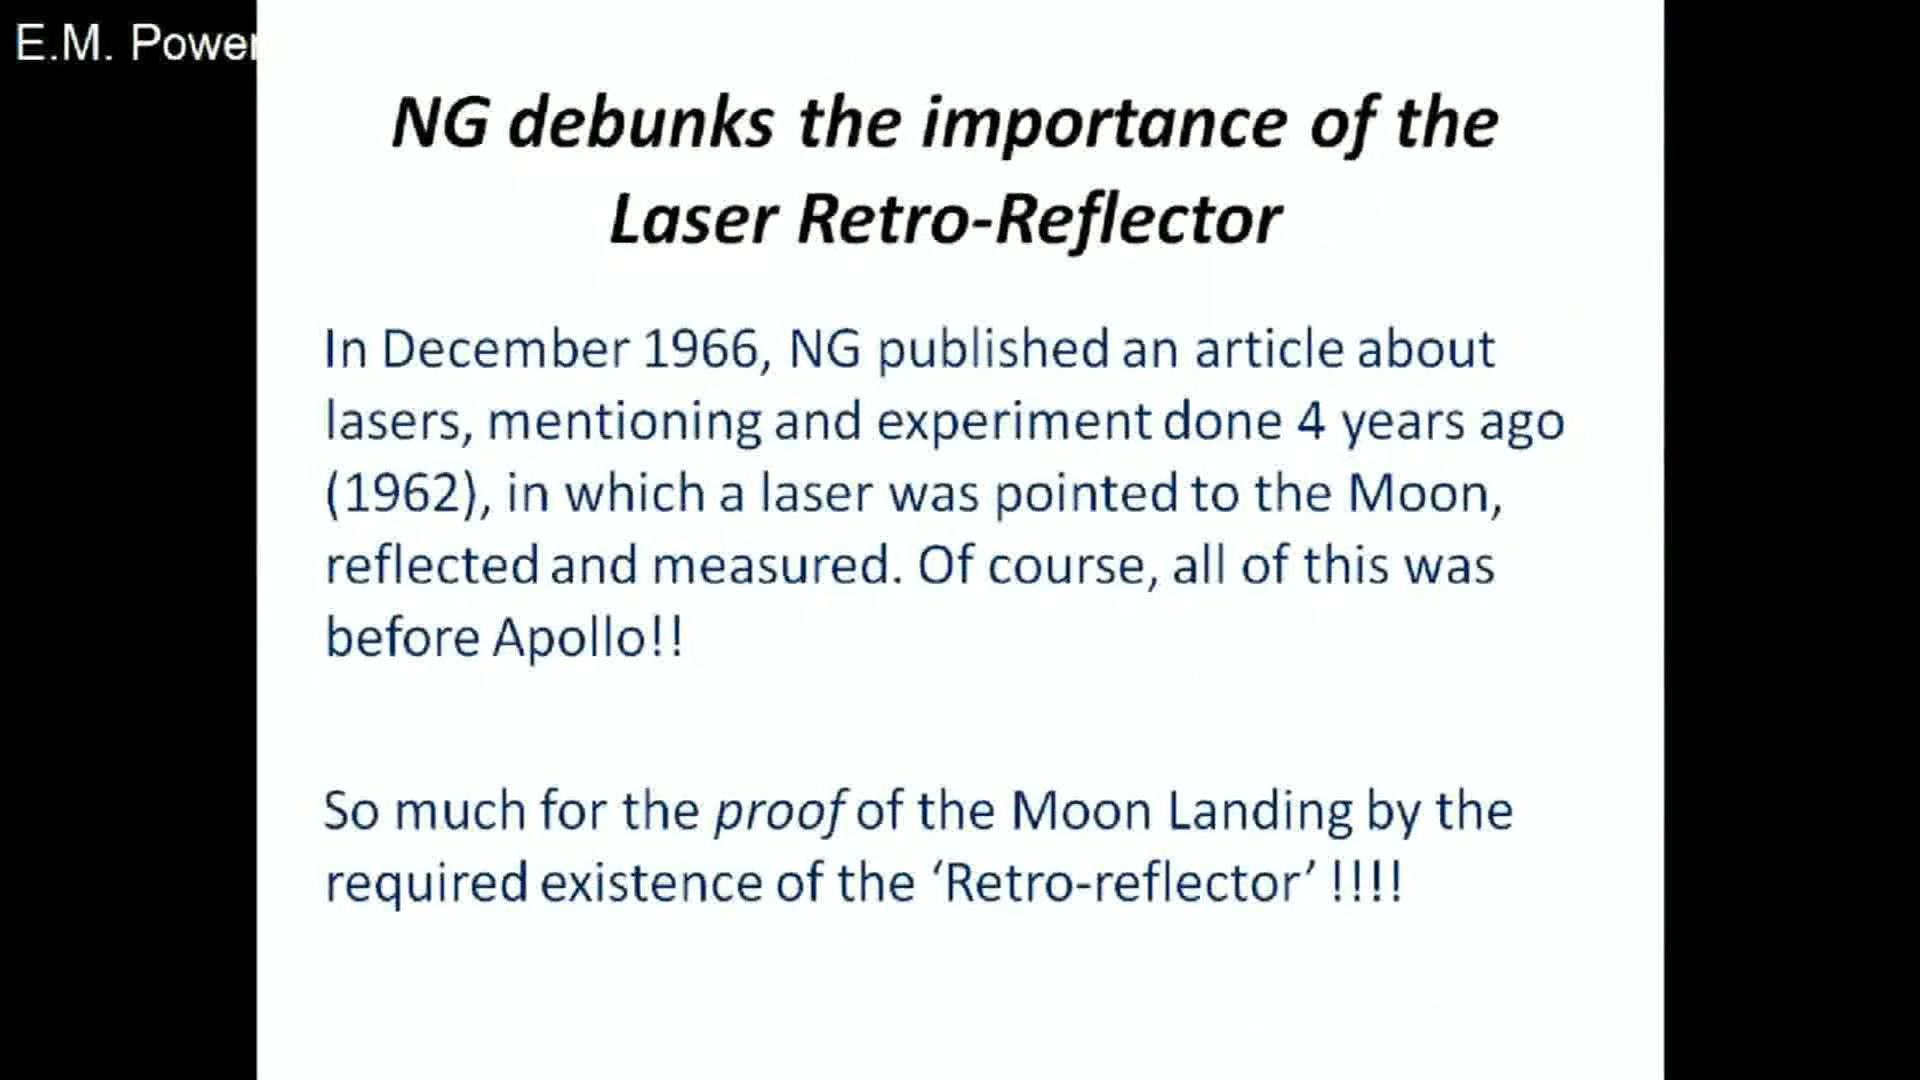 E.M. Power
NG debunks the importance of the
Laser Retro-Reflector
In December 1966, NG published an article about
lasers, mentioning and experiment done 4 years ago
(1962), in which a laser was pointed to the Moon,
reflected and measured. Of course, all of this was
before Apollo!!
So much for the proof of the Moon Landing by the
required existence of the ‘Retro-reflector’ !!!!